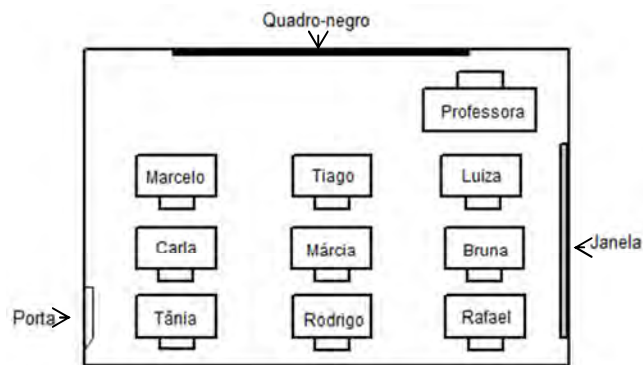 Quadro-negro
Professora
Marcelo Tiago Luiza
Carla Márcia Bruna
Janela
Porta
Tânia Rodrigo Rafael